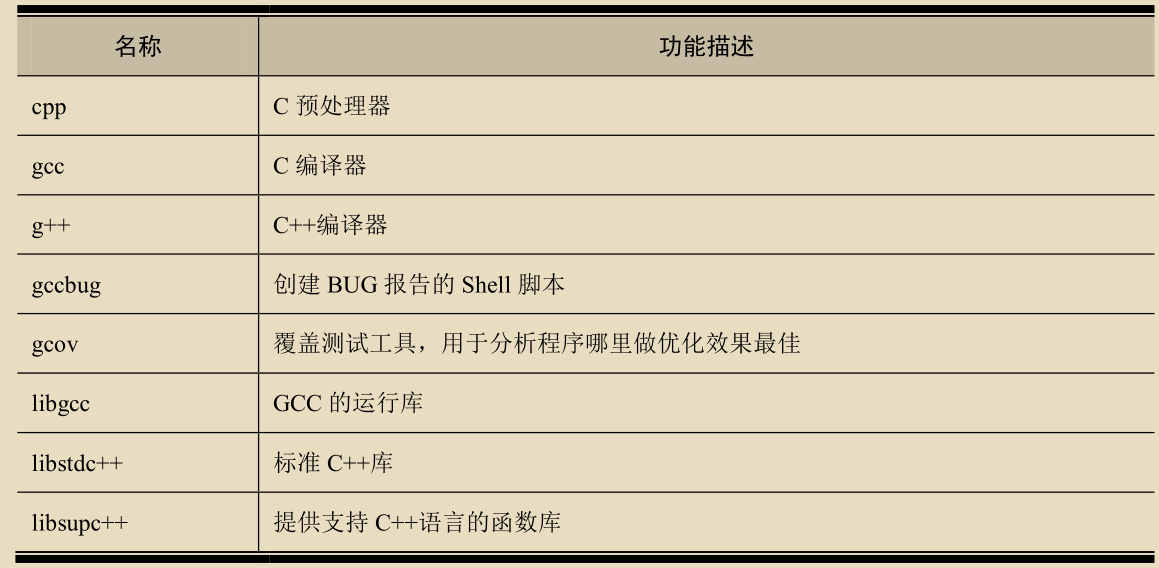 名称 功能描述
cpp C 预处理器
gcc C 编译器
g++ C++编译器
gccbug 创建 BUG 报告的 Shell 脚本
gcov 覆盖测试工具，用于分析程序哪里做优化效果最佳
libgcc GCC 的运行库
libstdc++ 标准 C++库
libsupc++ 提供支持 C++语言的函数库